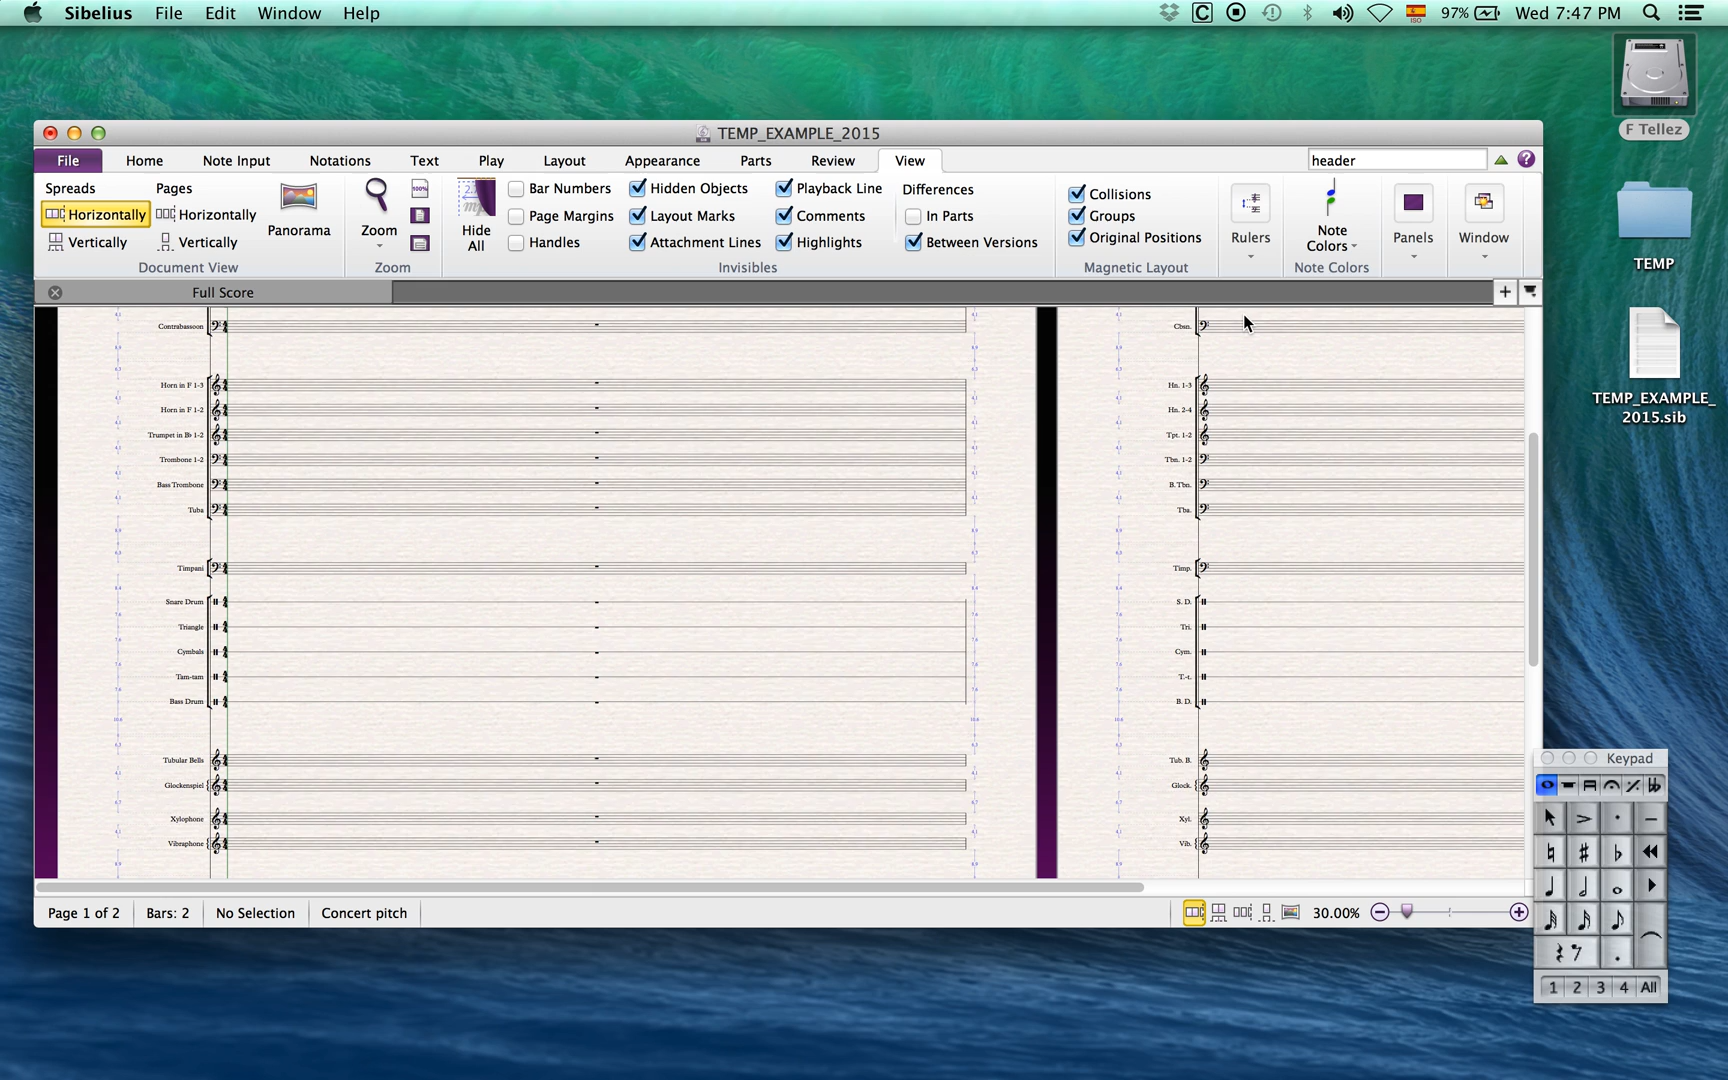 Sibelius File Edit Window Help
97% Wed 7:47 PM
ISO
F Tellez
TEMP
TEMP_EXAMPLE_
2015.sib
TEMP_EXAMPLE_2015
File Home Note Input Notations Text Play Layout Appearance Parts Review View
header
Spreads Pages
Horizontally Horizontally
Vertically Vertically
Panorama
Document View
Zoom
100%
Zoom
Hide
All
Bar Numbers Hidden Objects Playback Line
Page Margins Layout Marks Comments
Handles Attachment Lines Highlights
Invisibles
Differences
In Parts
Between Versions
Collisions
Groups
Original Positions
Magnetic Layout
Rulers
Note
Colors
Note Colors
Panels
Window
Full Score
Contrabassoon Cbsn.
Horn in F 1-3 Hn. 1-3
Horn in F 1-2 Hn. 2-4
Trumpet in Bb 1-2 Tpt. 1-2
Trombone 1-2 Tbn. 1-2
Bass Trombone B. Tbn.
Tuba Tba.
Timpani Timp.
Snare Drum S. D.
Triangle Tri.
Cymbals Cym.
Tam-tam T.-t.
Bass Drum B. D.
Tubular Bells Tub. B.
Glockenspiel Glock.
Xylophone Xyl.
Vibraphone Vib.
Page 1 of 2 Bars: 2 No Selection Concert pitch 30.00%
Keypad
1 2 3 4 All